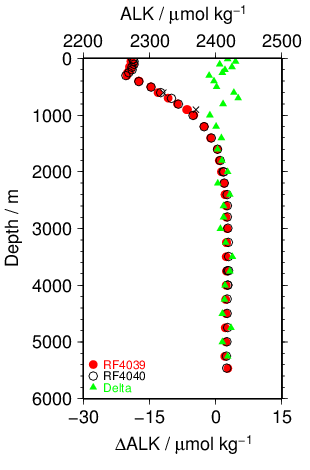 ALK / μmol kg⁻¹
2200 2300 2400 2500
0
1000
2000
3000
4000
5000
6000
Depth / m
RF4039
RF4040
Delta
−30 −15 0 15
ΔALK / μmol kg⁻¹